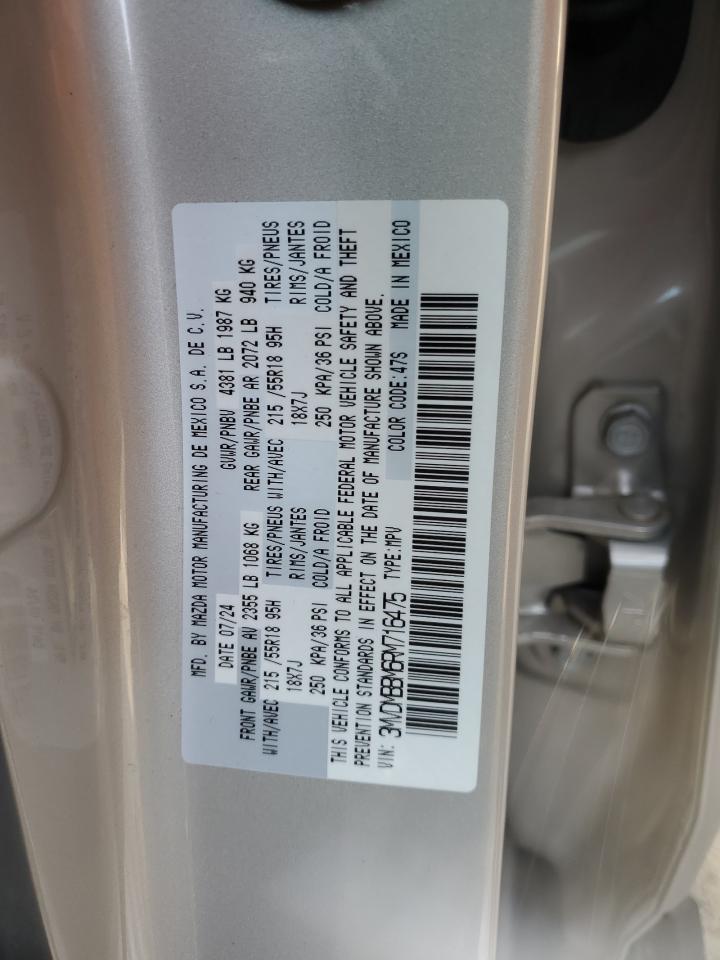 MFD. BY MAZDA MOTOR MANUFACTURING DE MEXICO S.A. DE C.V.
DATE 07/24 GVWR/PNBV 4381 LB 1987 KG
FRONT GAWR/PNBE AV 2355 LB 1068 KG REAR GAWR/PNBE AR 2072 LB 940 KG
WITH/AVEC 215 /55R18 95H TIRES/PNEUS WITH/AVEC 215 /55R18 95H TIRES/PNEUS
18X7J RIMS/JANTES 18X7J RIMS/JANTES
250 KPA/36 PSI COLD/A FROID 250 KPA/36 PSI COLD/A FROID
THIS VEHICLE CONFORMS TO ALL APPLICABLE FEDERAL MOTOR VEHICLE SAFETY AND THEFT
PREVENTION STANDARDS IN EFFECT ON THE DATE OF MANUFACTURE SHOWN ABOVE.
VIN: 3MVDMBBM6RM716475 TYPE:MPV COLOR CODE:47S MADE IN MEXICO